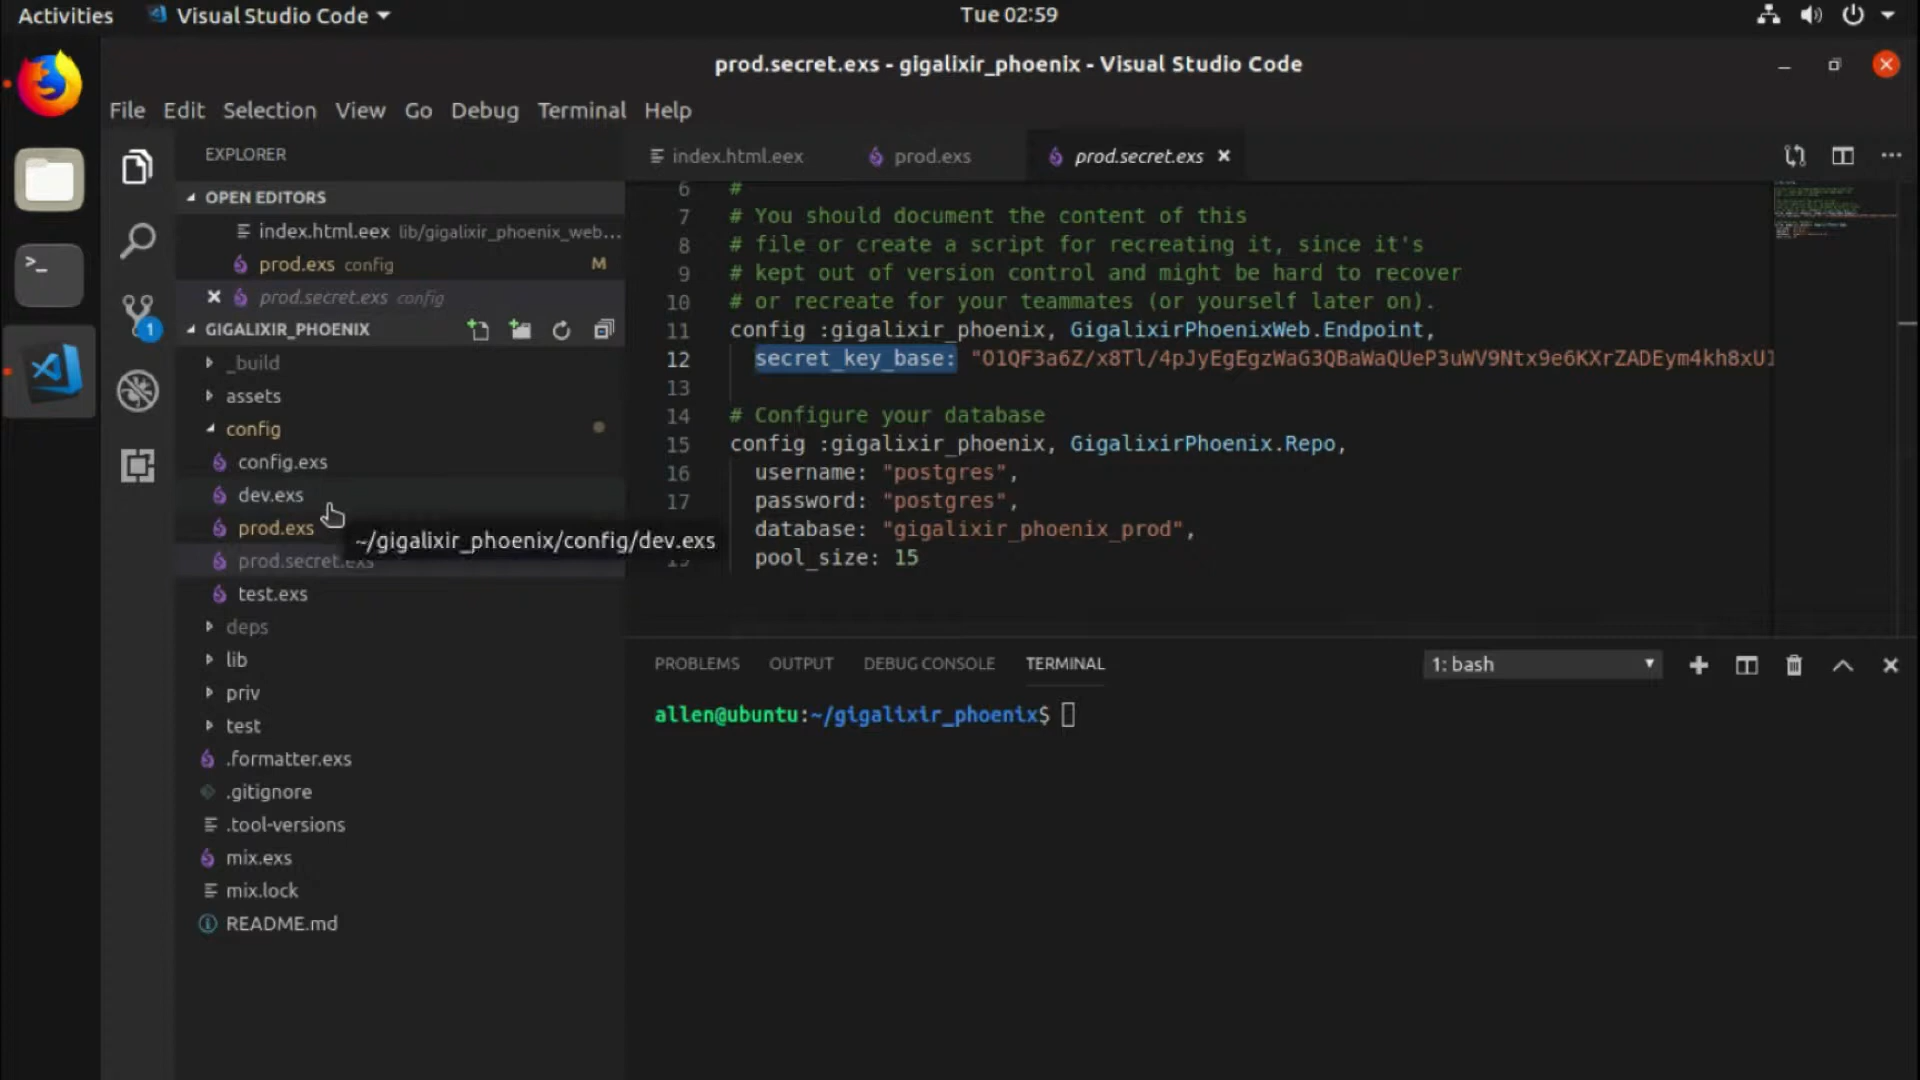 Activities
Visual Studio Code
Tue 02:59
prod.secret.exs - gigalixir_phoenix - Visual Studio Code
File Edit Selection View Go Debug Terminal Help
EXPLORER
OPEN EDITORS
index.html.eex lib/gigalixir_phoenix_web...
prod.exs config M
prod.secret.exs config
GIGALIXIR_PHOENIX
1
_build
assets
config
config.exs
dev.exs
prod.exs
~/gigalixir_phoenix/config/dev.exs
prod.secret.exs
test.exs
deps
lib
priv
test
.formatter.exs
.gitignore
.tool-versions
mix.exs
mix.lock
README.md
index.html.eex prod.exs prod.secret.exs
6 #
7 # You should document the content of this
8 # file or create a script for recreating it, since it's
9 # kept out of version control and might be hard to recover
10 # or recreate for your teammates (or yourself later on).
11 config :gigalixir_phoenix, GigalixirPhoenixWeb.Endpoint,
12 secret_key_base: "O1QF3a6Z/x8Tl/4pJyEgEgzWaG3QBaWaQUeP3uWV9Ntx9e6KXrZADEym4kh8xU1
13
14 # Configure your database
15 config :gigalixir_phoenix, GigalixirPhoenix.Repo,
16 username: "postgres",
17 password: "postgres",
database: "gigalixir_phoenix_prod",
pool_size: 15
PROBLEMS OUTPUT DEBUG CONSOLE TERMINAL
1: bash
allen@ubuntu:~/gigalixir_phoenix$